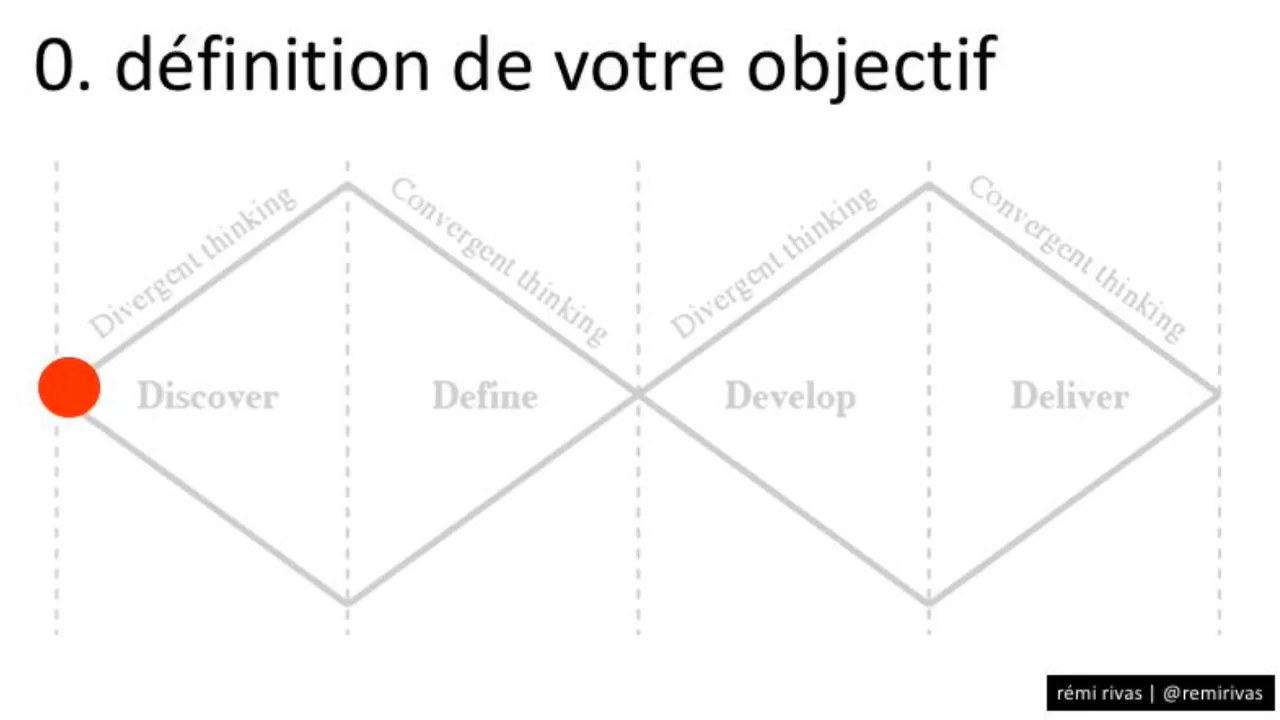 0. définition de votre objectif
Divergent thinking
Convergent thinking
Divergent thinking
Convergent thinking
Discover
Define
Develop
Deliver
rémi rivas | @remirivas